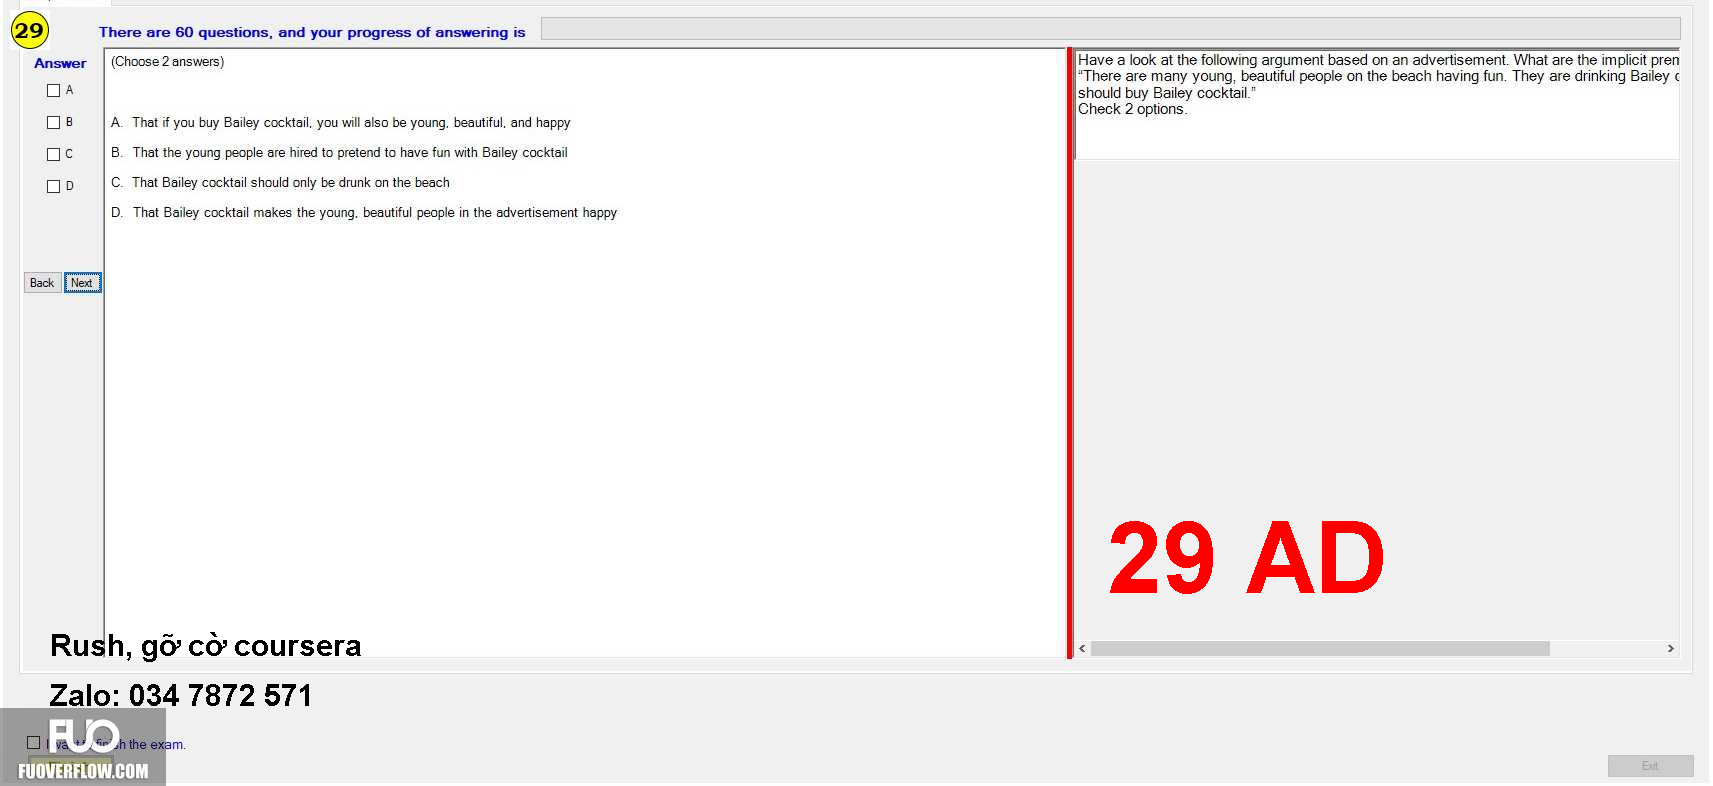 29
There are 60 questions, and your progress of answering is
Answer
A
B
C
D
Back
Next
(Choose 2 answers)
A. That if you buy Bailey cocktail, you will also be young, beautiful, and happy
B. That the young people are hired to pretend to have fun with Bailey cocktail
C. That Bailey cocktail should only be drunk on the beach
D. That Bailey cocktail makes the young, beautiful people in the advertisement happy
Have a look at the following argument based on an advertisement. What are the implicit prem
“There are many young, beautiful people on the beach having fun. They are drinking Bailey c
should buy Bailey cocktail.”
Check 2 options.
29 AD
Rush, gỡ cờ coursera
Zalo: 034 7872 571
I want to finish the exam.
FUO
FUOVERFLOW.COM
Exit